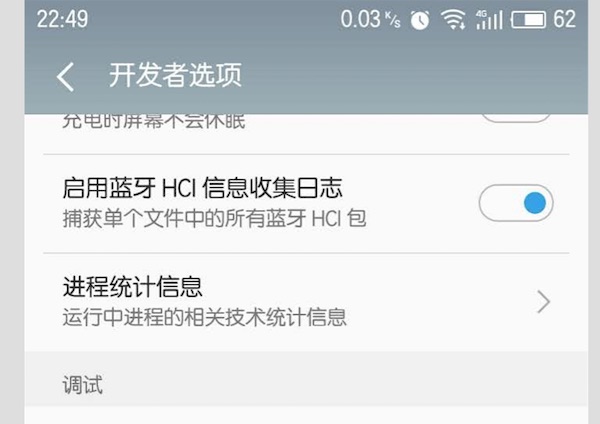 22:49 0.03 K/s 4G 62
开发者选项
充电时屏幕不会休眠
启用蓝牙 HCI 信息收集日志
捕获单个文件中的所有蓝牙 HCI 包
进程统计信息
运行中进程的相关技术统计信息
调试